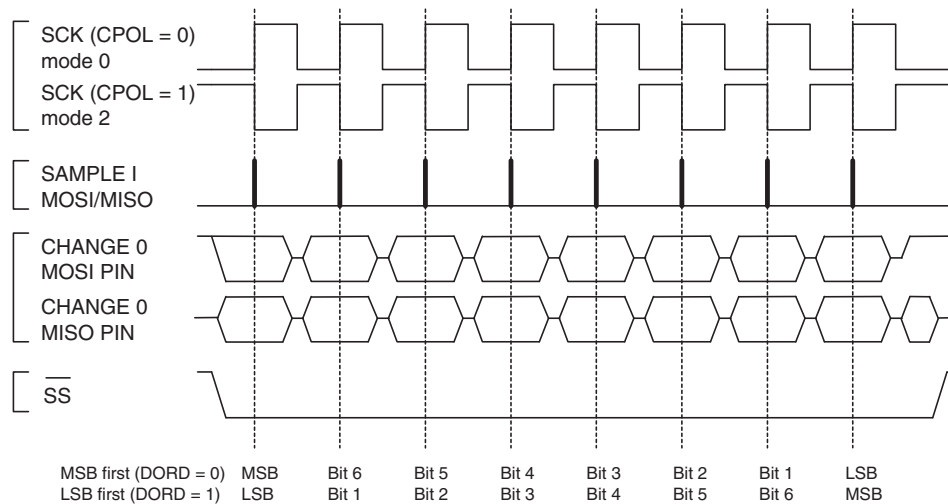 SCK (CPOL = 0)
mode 0
SCK (CPOL = 1)
mode 2
SAMPLE I
MOSI/MISO
CHANGE 0
MOSI PIN
CHANGE 0
MISO PIN
SS
MSB first (DORD = 0) MSB Bit 6 Bit 5 Bit 4 Bit 3 Bit 2 Bit 1 LSB
LSB first (DORD = 1) LSB Bit 1 Bit 2 Bit 3 Bit 4 Bit 5 Bit 6 MSB